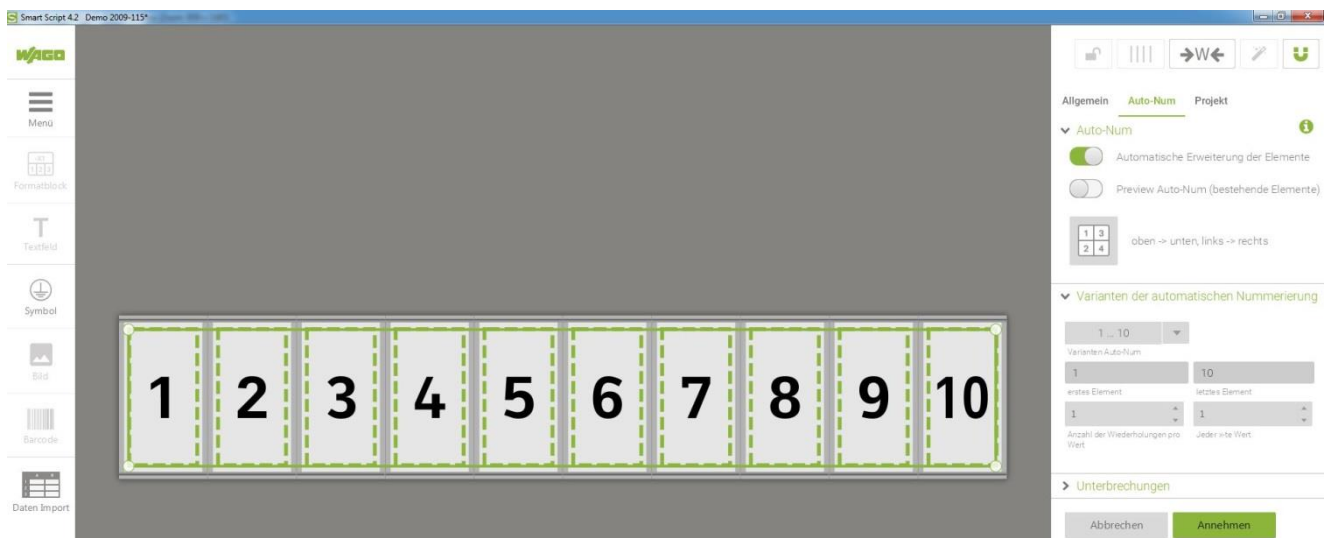 Smart Script 4.2 Demo 2009-115*
WAGO
Menü
Formatblock
Textfeld
Symbol
Bild
Barcode
Daten Import
1 2 3 4 5 6 7 8 9 10
→W←
Allgemein Auto-Num Projekt
Auto-Num
Automatische Erweiterung der Elemente
Preview Auto-Num (bestehende Elemente)
1 3
2 4
oben -> unten, links -> rechts
Varianten der automatischen Nummerierung
1 ... 10
Varianten Auto-Num
1 10
erstes Element letztes Element
1 1
Anzahl der Wiederholungen pro Wert Jeder x-te Wert
Unterbrechungen
Abbrechen Annehmen